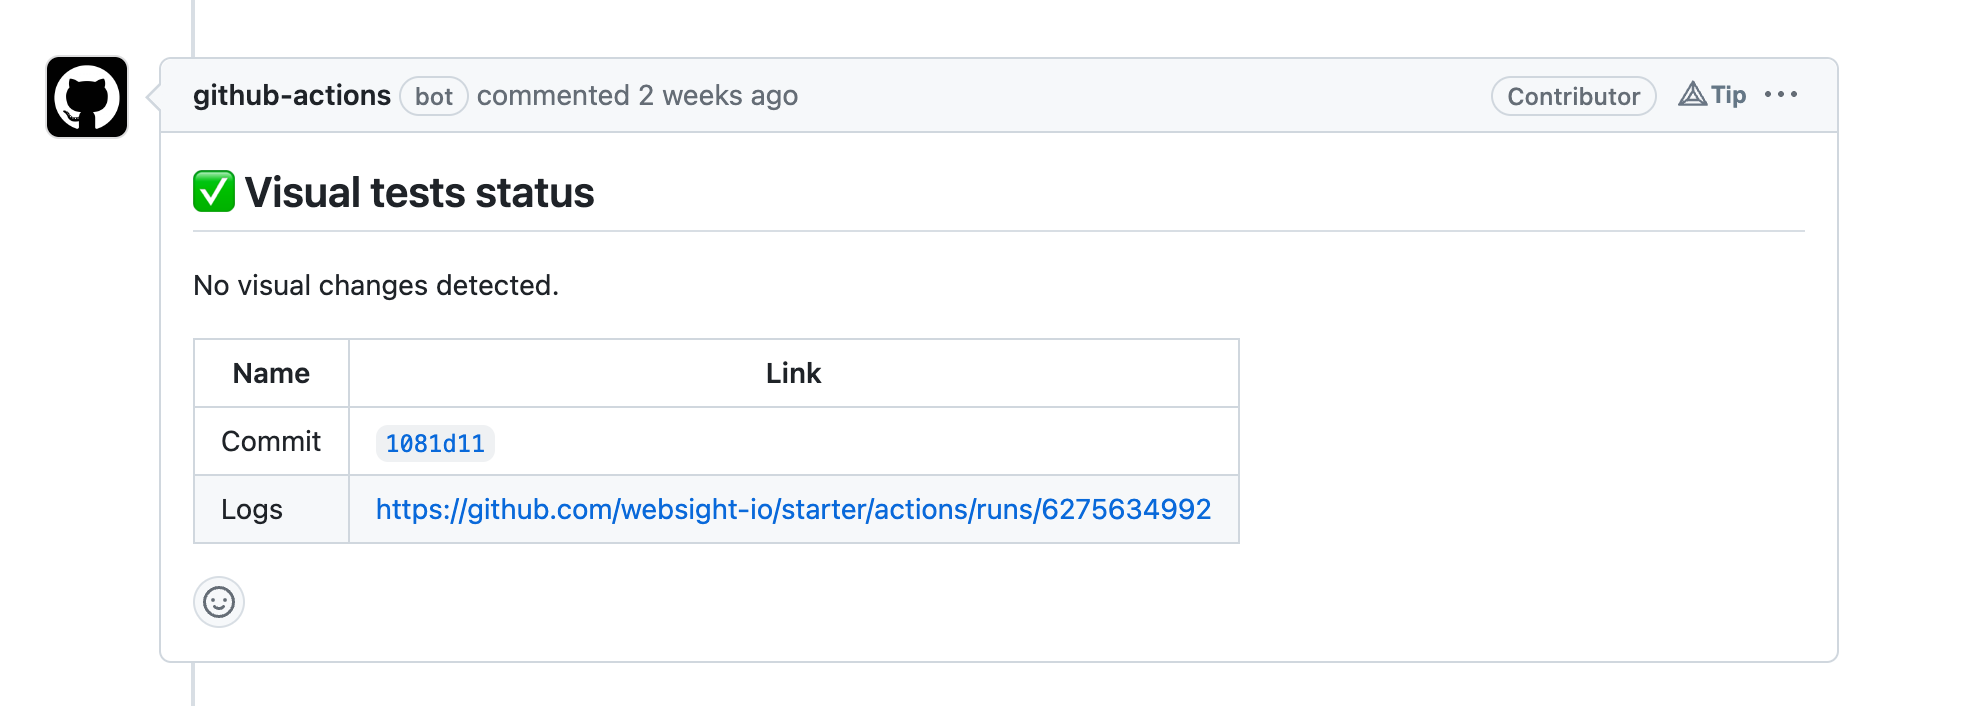 github-actions bot commented 2 weeks ago Contributor Tip
Visual tests status
No visual changes detected.
Name Link
Commit 1081d11
Logs https://github.com/websight-io/starter/actions/runs/6275634992